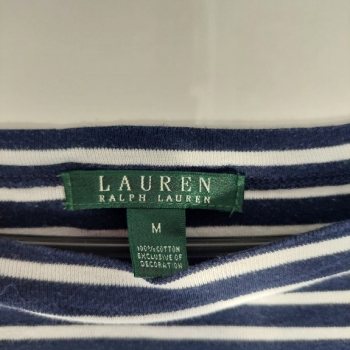 LAUREN
RALPH LAUREN
M
100% COTTON
EXCLUSIVE OF
DECORATION